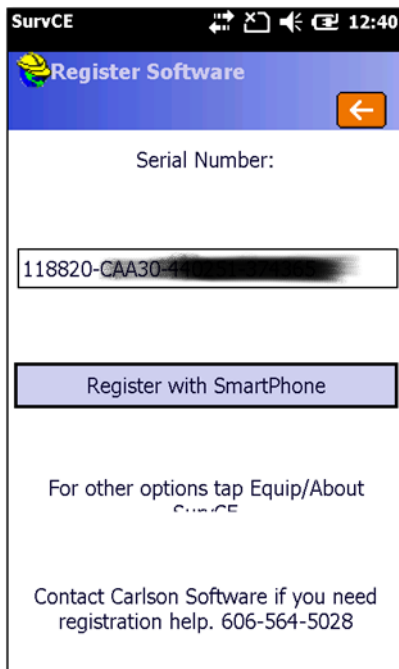 SurvCE 12:40
Register Software
Serial Number:
118820-CAA30-
Register with SmartPhone
For other options tap Equip/About
SurvCE
Contact Carlson Software if you need
registration help. 606-564-5028